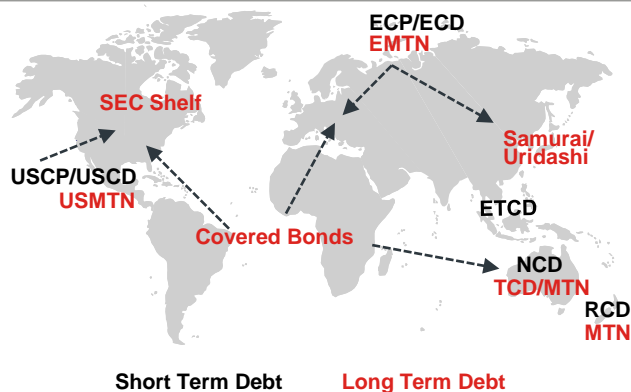 ECP/ECD
EMTN
SEC Shelf
Samurai/
Uridashi
USCP/USCD
USMTN
ETCD
Covered Bonds
NCD
TCD/MTN
RCD
MTN
Short Term Debt
Long Term Debt